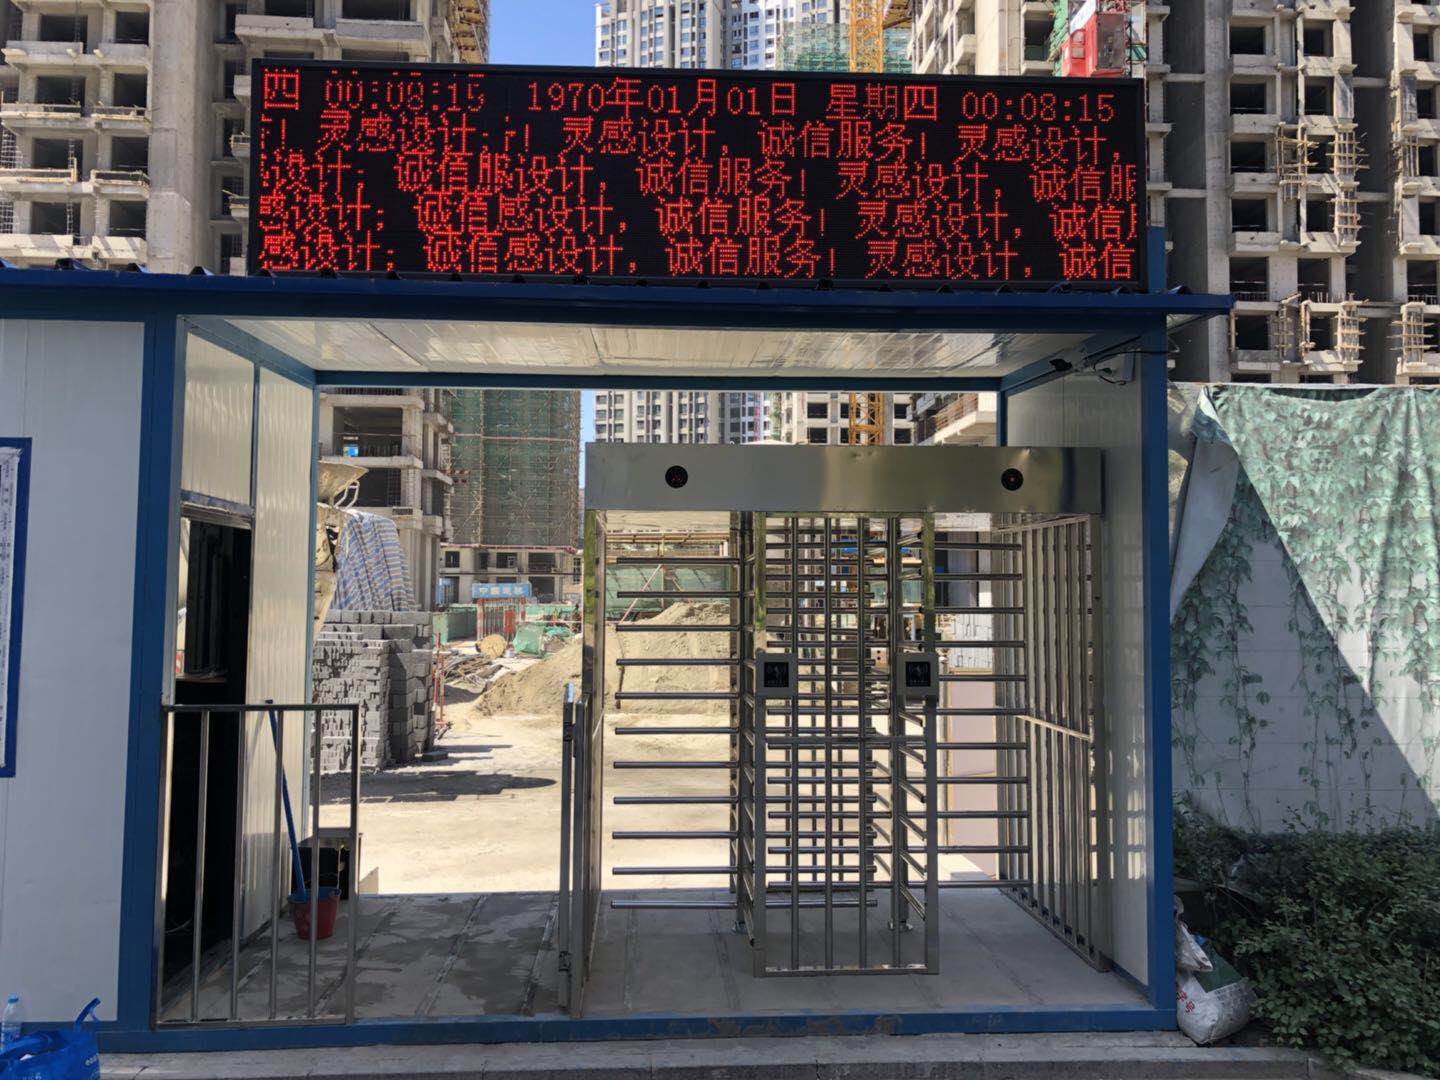 四 00:08:15 1970年01月01日 星期四 00:08:15
! 灵感设计, ! 灵感设计, 诚信服务! 灵感设计,
设计; 诚值服设计, 诚信服务! 灵感设计, 诚信服
感设计; 诚值感设计, 诚信服务! 灵感设计, 诚信
感设计; 诚值感设计, 诚信服务! 灵感设计, 诚信